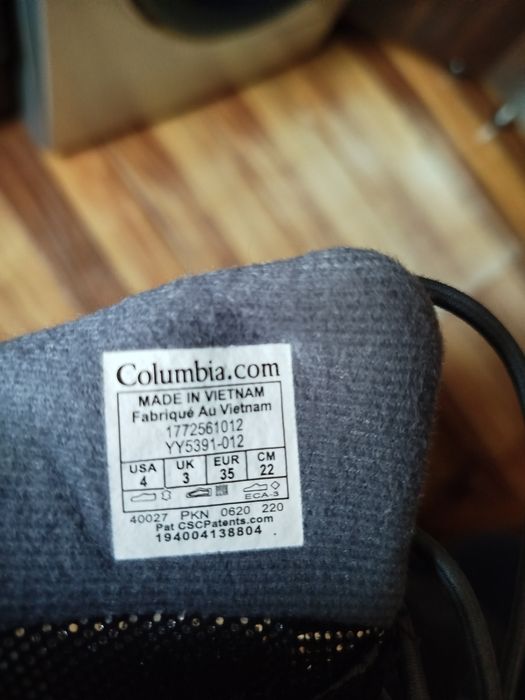 Columbia.com
MADE IN VIETNAM
Fabriqué Au Vietnam
1772561012
YY5391-012
USA UK EUR CM
4 3 35 22
ECA-3
40027 PKN 0620 220
Pat CSCPatents.com
194004138804